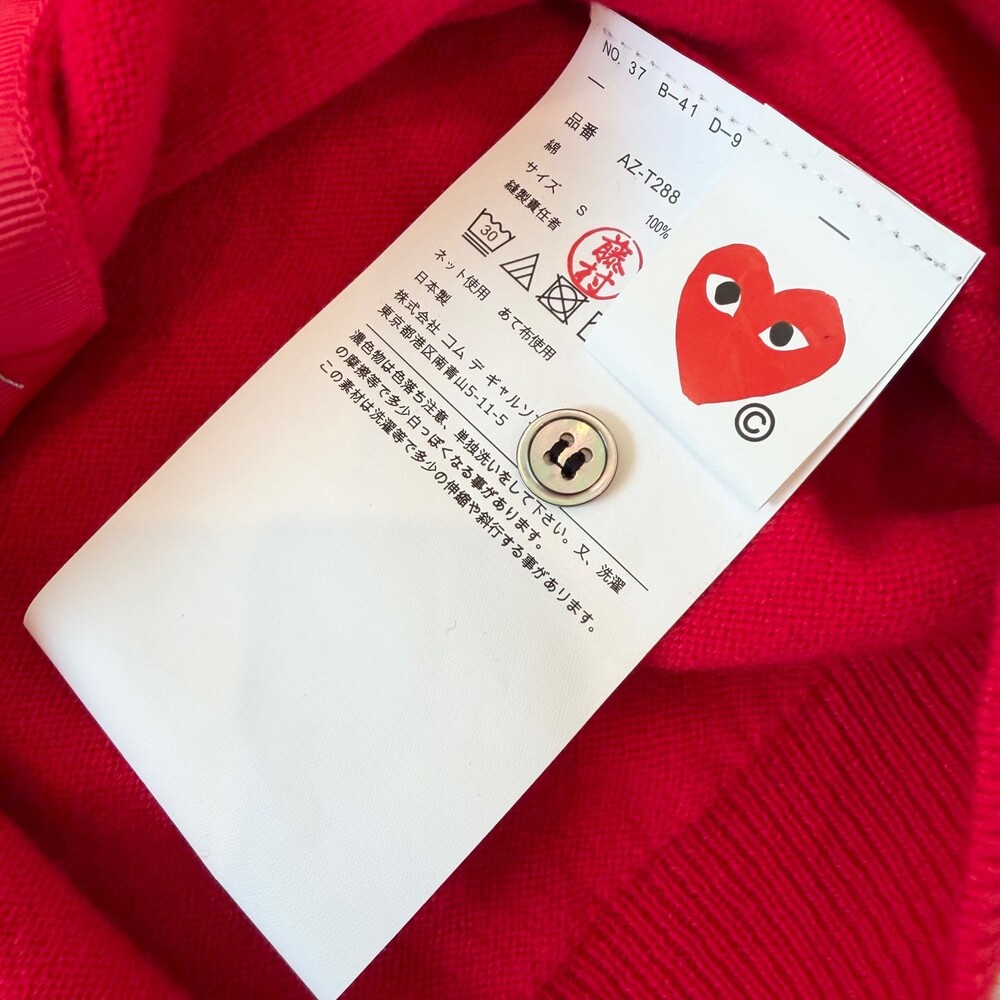 NO. 37 B-41 D-9
品番 AZ-T288
綿 100%
サイズ S
縫製責任者
藤村
30
ネット使用 あて布使用
日本製
株式会社 コム デ ギャルソ
東京都港区南青山5-11-5
濃色物は色落ち注意、単独洗いをして下さい。又、洗濯
の摩擦等で多少白っぽくなる事があります。
この素材は洗濯等で多少の伸縮や斜行する事があります。
©